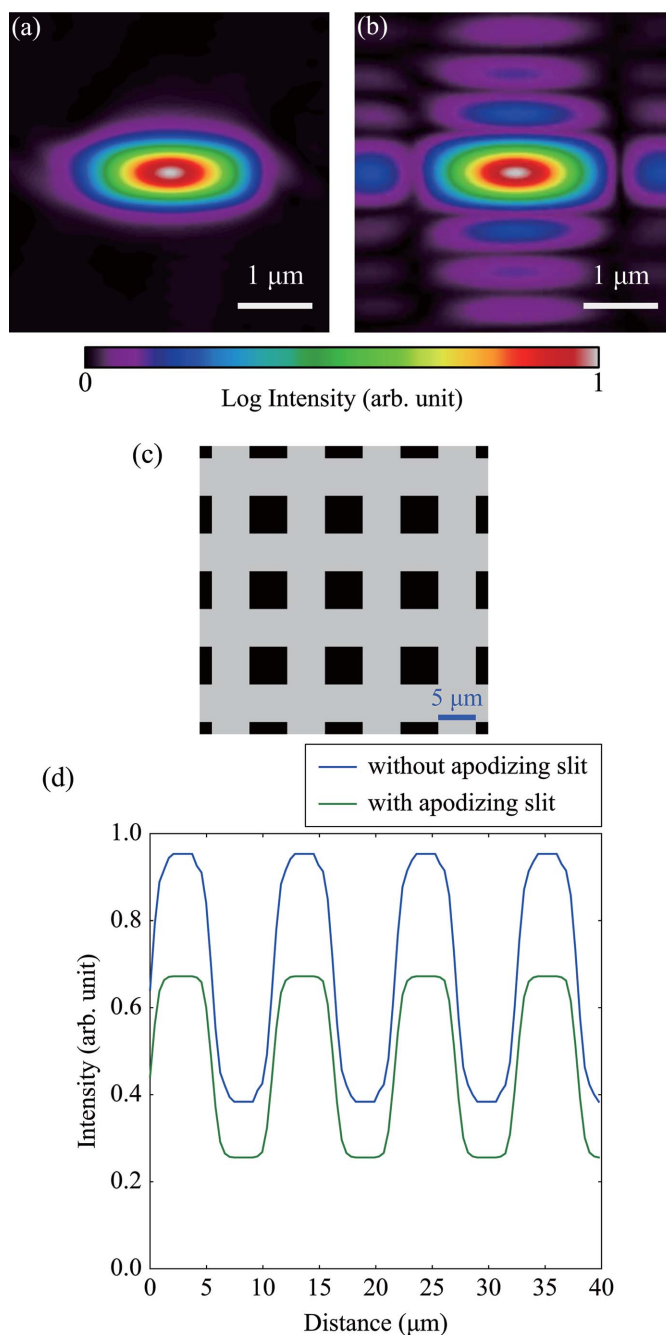 (a)
(b)
1 μm
1 μm
0
1
Log Intensity (arb. unit)
(c)
5 μm
(d)
without apodizing slit
with apodizing slit
1.0
0.8
0.6
0.4
0.2
0.0
Intensity (arb. unit)
0 5 10 15 20 25 30 35 40
Distance (μm)